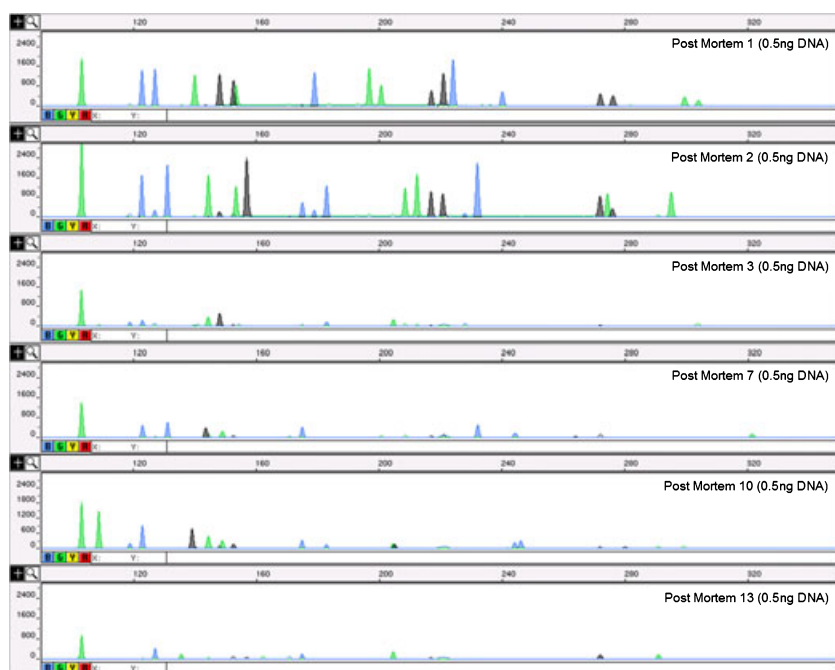 120 160 200 240 280 320
Post Mortem 1 (0.5ng DNA)
2400
1600
800
0
B G Y R X: Y:
120 160 200 240 280 320
Post Mortem 2 (0.5ng DNA)
2400
1600
800
0
B G Y R X: Y:
120 160 200 240 280 320
Post Mortem 3 (0.5ng DNA)
2400
1600
800
0
B G Y R X: Y:
120 160 200 240 280 320
Post Mortem 7 (0.5ng DNA)
2400
1600
800
0
B G Y R X: Y:
120 160 200 240 280 320
Post Mortem 10 (0.5ng DNA)
2400
1800
1200
600
0
B G Y R X: Y:
120 160 200 240 280 320
Post Mortem 13 (0.5ng DNA)
2400
1600
800
0
B G Y R X: Y: